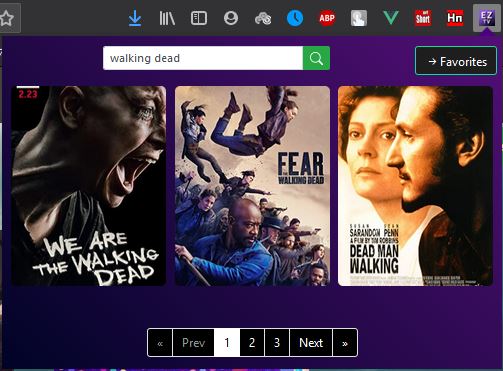 ABP
Short
EZ
TV
walking dead
→ Favorites
2.23
WE ARE
THE WALKING
DEAD
FEAR
THE WALKING DEAD
SUSAN SEAN
SARANDON PENN
A FILM BY TIM ROBBINS
DEAD MAN
WALKING
« Prev 1 2 3 Next »